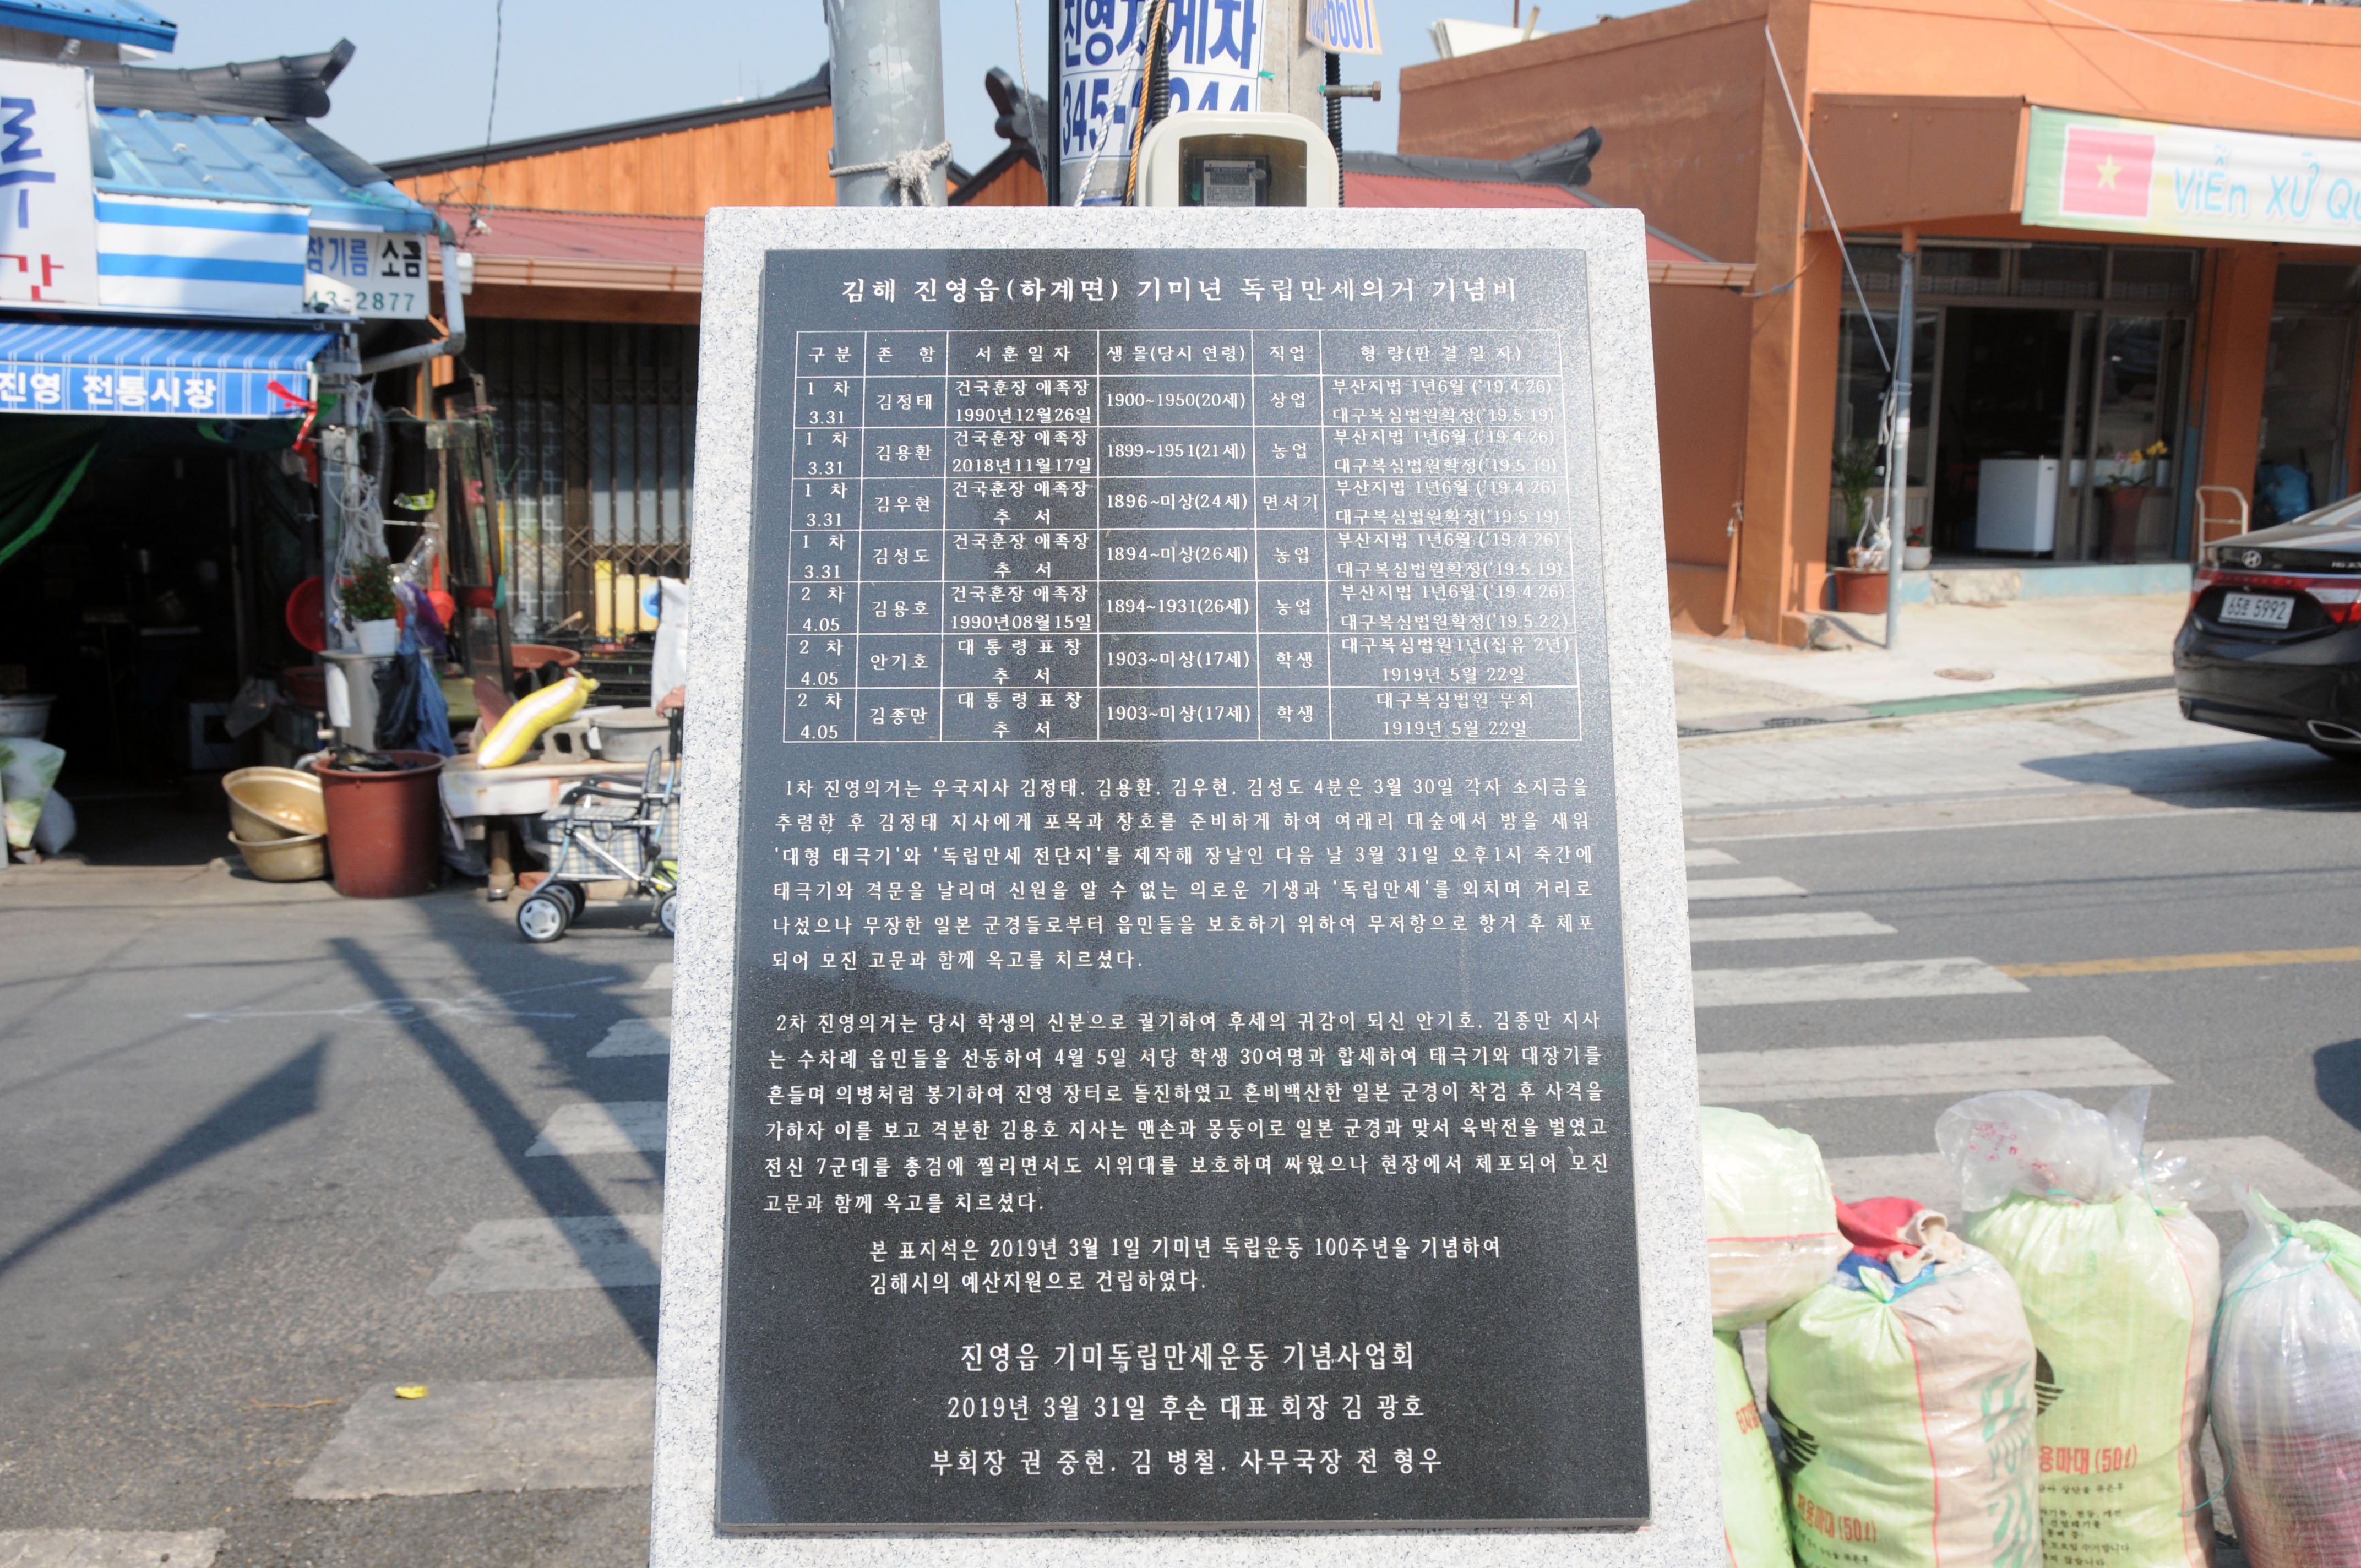 진영지게차
345-2244
루
간
참기름 소금
43-2877
진영 전통시장
VIỄN XỨ QU
65로 5992
김해 진영읍(하계면) 기미년 독립만세의거 기념비
구분 존 함 서훈일자 생몰(당시 연령) 직업 형량(판결일자)
1 차 3.31 김정태 건국훈장 애족장 1990년12월26일 1900~1950(20세) 상업 부산지법 1년6월 ('19.4.26) 대구복심법원확정('19.5.19)
1 차 3.31 김용환 건국훈장 애족장 2018년11월17일 1899~1951(21세) 농업 부산지법 1년6월 ('19.4.26) 대구복심법원확정('19.5.19)
1 차 3.31 김우현 건국훈장 애족장 추 서 1896~미상(24세) 면서기 부산지법 1년6월 ('19.4.26) 대구복심법원확정('19.5.19)
1 차 3.31 김성도 건국훈장 애족장 추 서 1894~미상(26세) 농업 부산지법 1년6월 ('19.4.26) 대구복심법원확정('19.5.19)
2 차 4.05 김용호 건국훈장 애족장 1990년08월15일 1894~1931(26세) 농업 부산지법 1년6월 ('19.4.26) 대구복심법원확정('19.5.22)
2 차 4.05 안기호 대통령표창 추 서 1903~미상(17세) 학생 대구복심법원1년(집유 2년) 1919년 5월 22일
2 차 4.05 김종만 대통령표창 추 서 1903~미상(17세) 학생 대구복심법원 무죄 1919년 5월 22일
1차 진영의거는 우국지사 김정태. 김용환. 김우현. 김성도 4분은 3월 30일 각자 소지금을
추렴한 후 김정태 지사에게 포목과 창호를 준비하게 하여 여래리 대숲에서 밤을 새워
'대형 태극기'와 '독립만세 전단지'를 제작해 장날인 다음 날 3월 31일 오후1시 죽간에
태극기와 격문을 날리며 신원을 알 수 없는 의로운 기생과 '독립만세'를 외치며 거리로
나섰으나 무장한 일본 군경들로부터 읍민들을 보호하기 위하여 무저항으로 항거 후 체포
되어 모진 고문과 함께 옥고를 치르셨다.
2차 진영의거는 당시 학생의 신분으로 궐기하여 후세의 귀감이 되신 안기호. 김종만 지사
는 수차례 읍민들을 선동하여 4월 5일 서당 학생 30여명과 합세하여 태극기와 대장기를
흔들며 의병처럼 봉기하여 진영 장터로 돌진하였고 혼비백산한 일본 군경이 착검 후 사격을
가하자 이를 보고 격분한 김용호 지사는 맨손과 몽둥이로 일본 군경과 맞서 육박전을 벌였고
전신 7군데를 총검에 찔리면서도 시위대를 보호하며 싸웠으나 현장에서 체포되어 모진
고문과 함께 옥고를 치르셨다.
본 표지석은 2019년 3월 1일 기미년 독립운동 100주년을 기념하여
김해시의 예산지원으로 건립하였다.
진영읍 기미독립만세운동 기념사업회
2019년 3월 31일 후손 대표 회장 김 광호
부회장 권 중현. 김 병철. 사무국장 전 형우
용마대 (50ℓ)
용마대 (50ℓ)